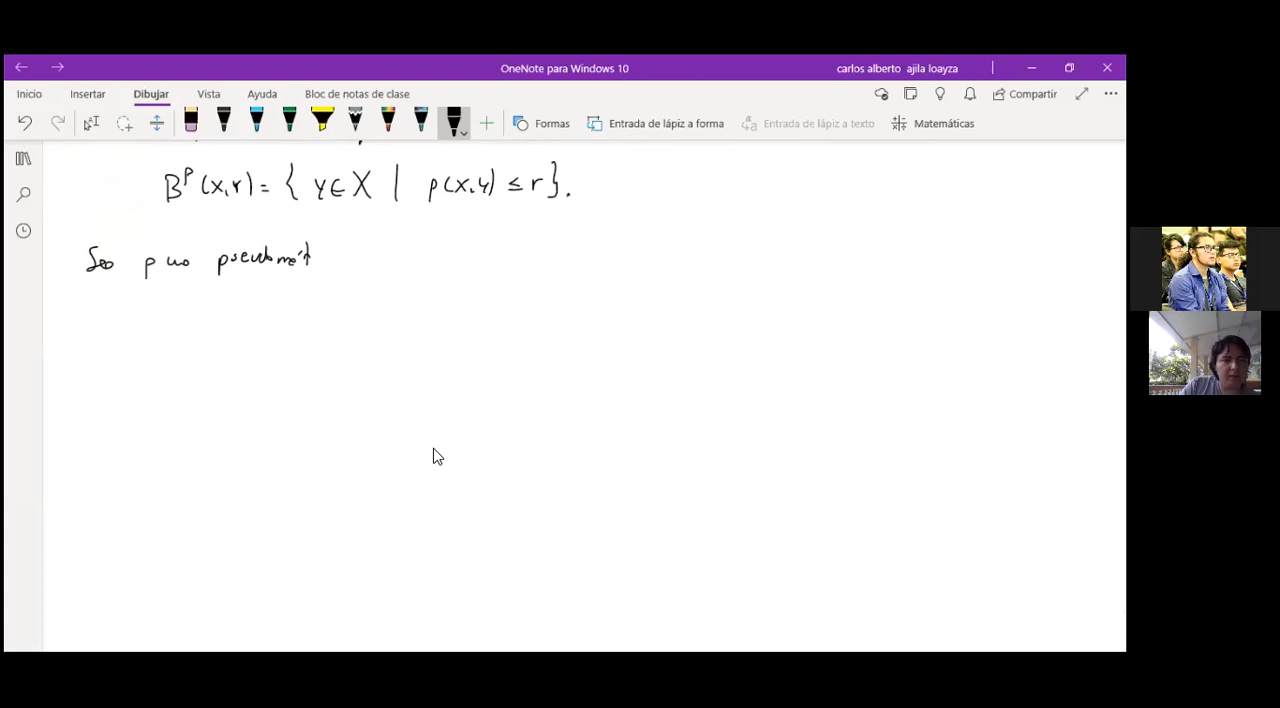 OneNote para Windows 10
carlos alberto ajila loayza
Inicio Insertar Dibujar Vista Ayuda Bloc de notas de clase
Compartir
Formas Entrada de lápiz a forma Entrada de lápiz a texto Matemáticas
B^p(x,r) = { y ∈ X | p(x,y) ≤ r }.
Sea p una pseudomét